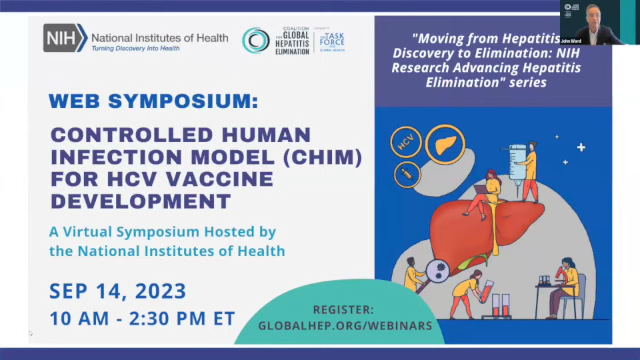 NIH
National Institutes of Health
Turning Discovery Into Health
COALITION
FOR GLOBAL
HEPATITIS
ELIMINATION
TASK
FORCE
"Moving from Hepatitis
Discovery to Elimination: NIH
Research Advancing Hepatitis
Elimination" series
John Ward
WEB SYMPOSIUM:
CONTROLLED HUMAN
INFECTION MODEL (CHIM)
FOR HCV VACCINE
DEVELOPMENT
A Virtual Symposium Hosted by
the National Institutes of Health
SEP 14, 2023
10 AM - 2:30 PM ET
REGISTER:
GLOBALHEP.ORG/WEBINARS
HCV